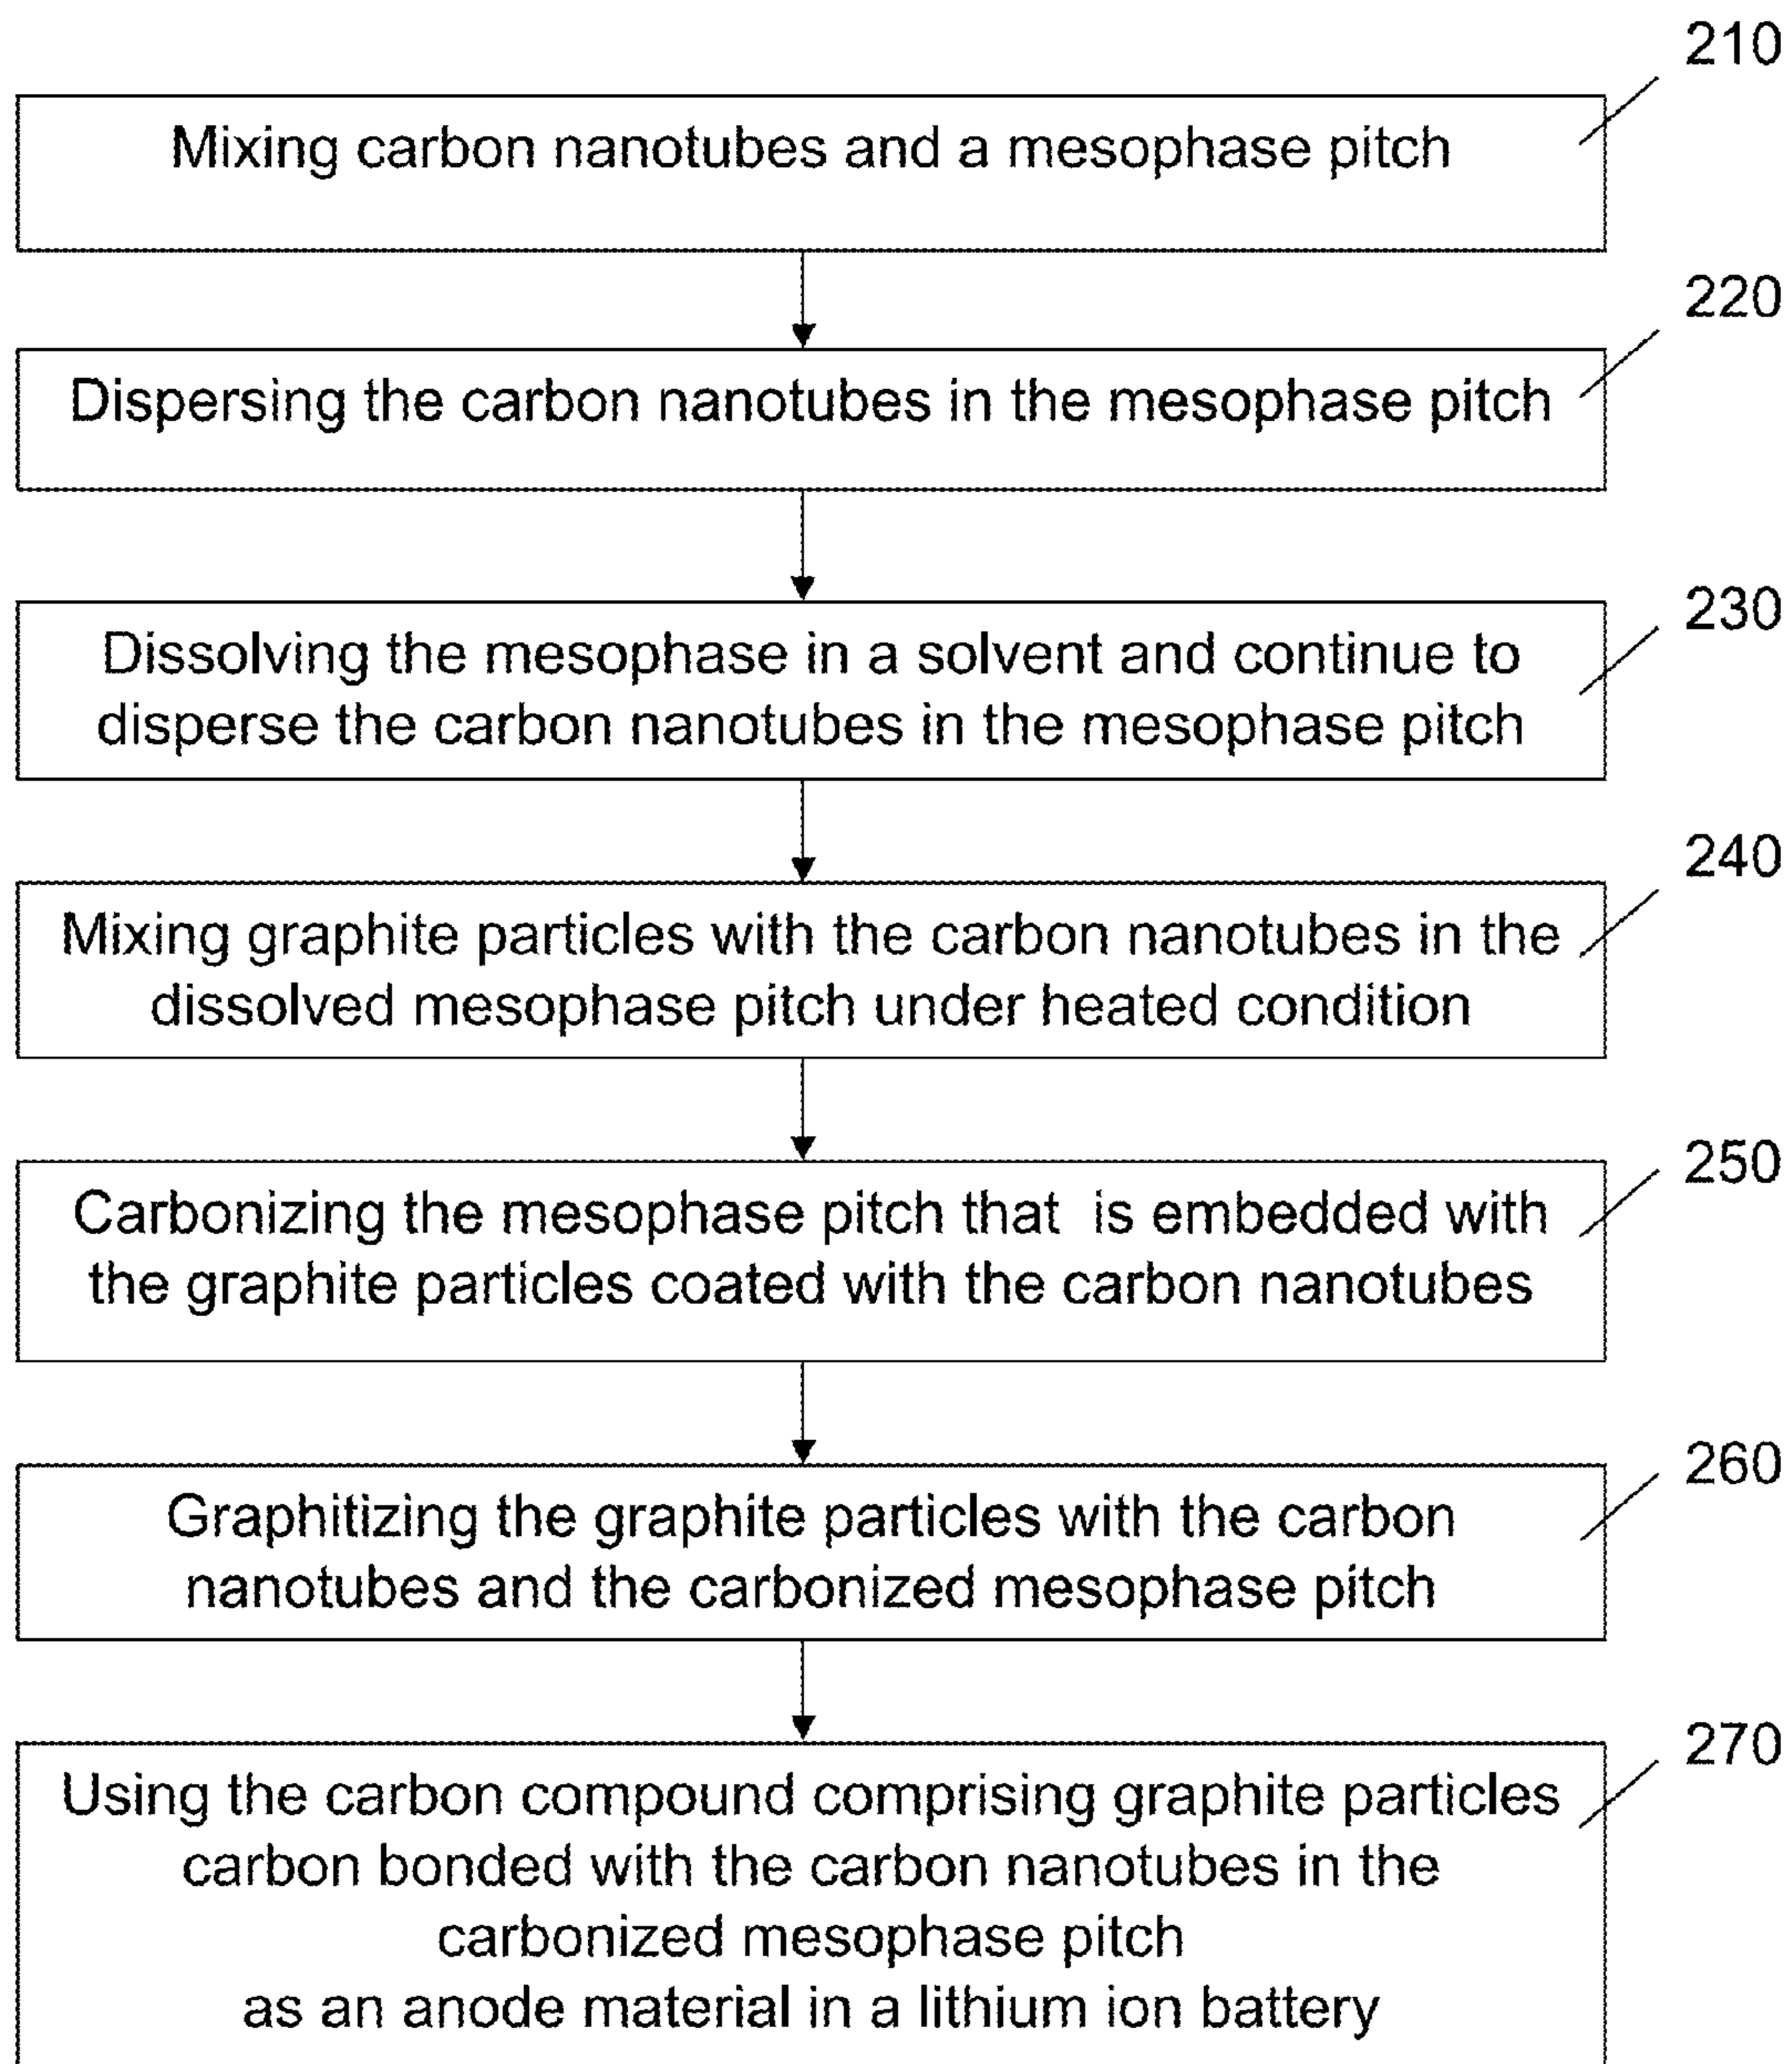 210
Mixing carbon nanotubes and a mesophase pitch
220
Dispersing the carbon nanotubes in the mesophase pitch
230
Dissolving the mesophase in a solvent and continue to
disperse the carbon nanotubes in the mesophase pitch
240
Mixing graphite particles with the carbon nanotubes in the
dissolved mesophase pitch under heated condition
250
Carbonizing the mesophase pitch that is embedded with
the graphite particles coated with the carbon nanotubes
260
Graphitizing the graphite particles with the carbon
nanotubes and the carbonized mesophase pitch
270
Using the carbon compound comprising graphite particles
carbon bonded with the carbon nanotubes in the
carbonized mesophase pitch
as an anode material in a lithium ion battery